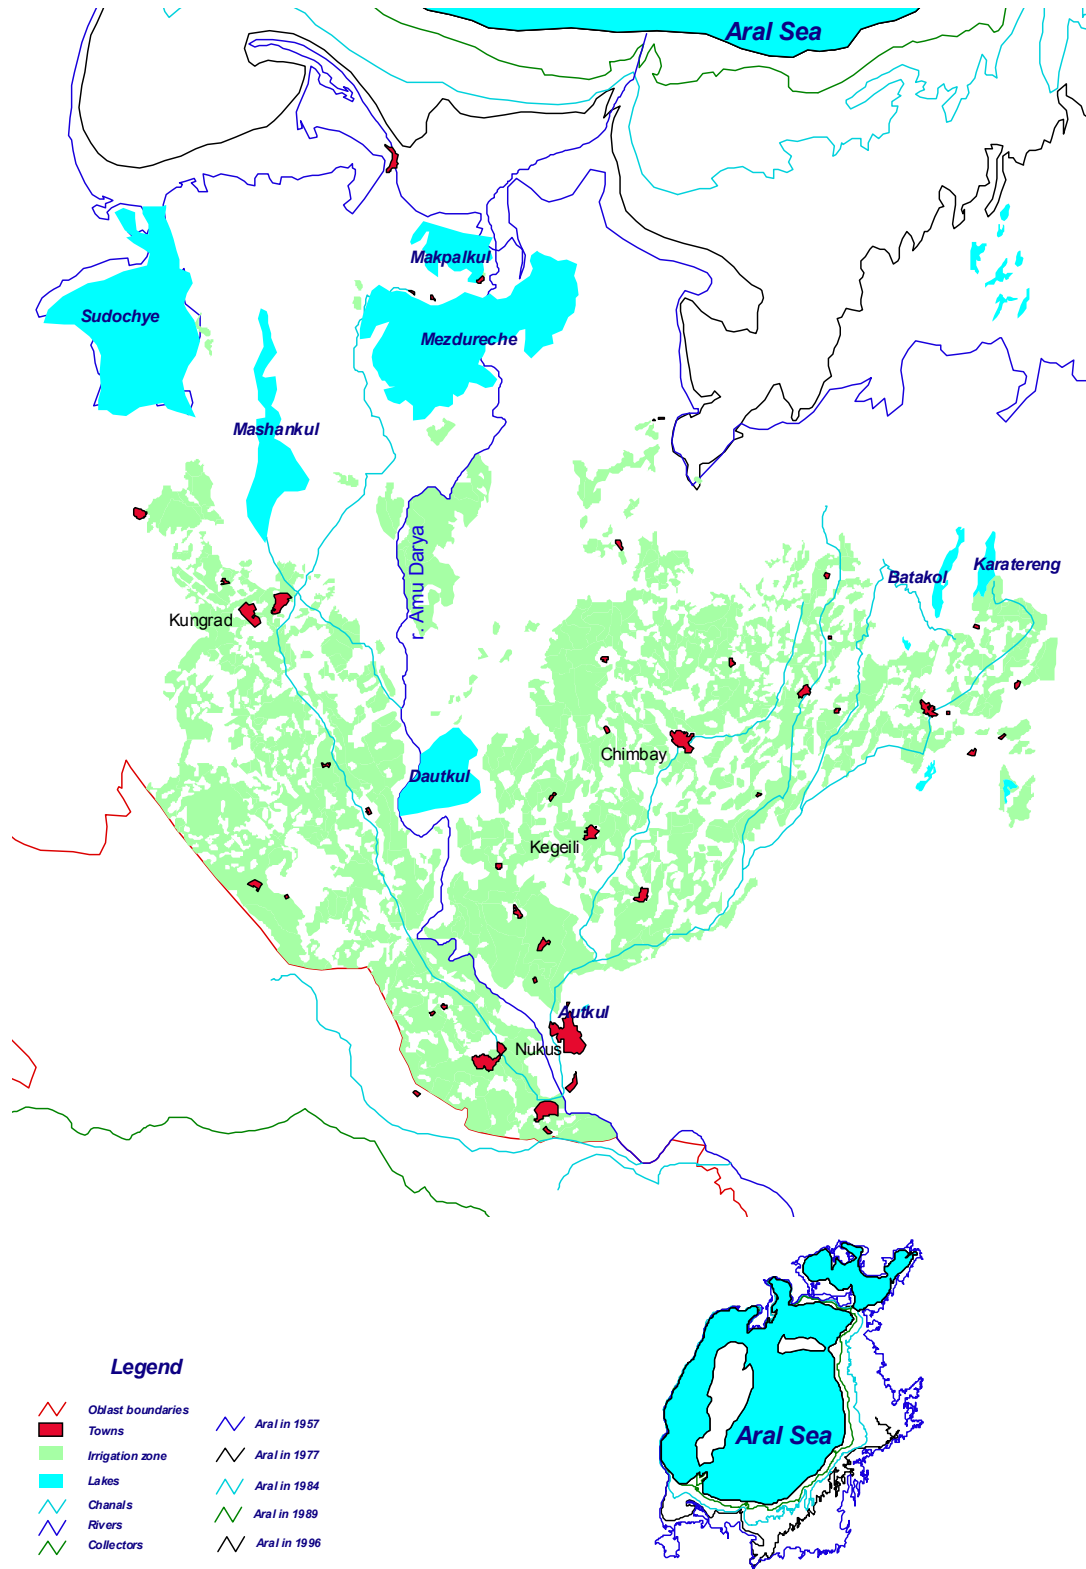 Aral Sea
Makpalkul
Sudochye
Mezdureche
Mashankul
r. Amu Darya
Batakol
Karatereng
Kungrad
Chimbay
Dautkul
Kegeili
Autkul
Nukus
Aral Sea
Legend
Oblast boundaries
Towns
Irrigation zone
Lakes
Chanals
Rivers
Collectors
Aral in 1957
Aral in 1977
Aral in 1984
Aral in 1989
Aral in 1996